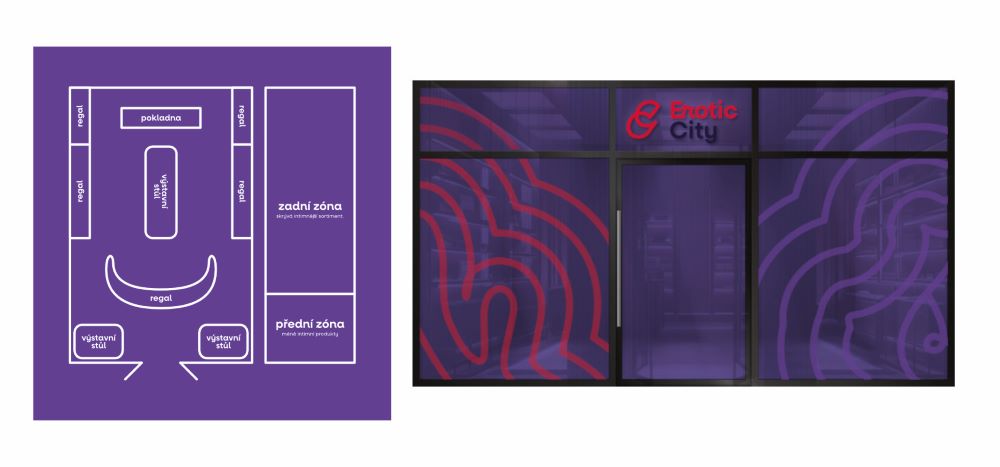 regal
pokladna
regal
regal
výstavní
stůl
regal
regal
výstavní
stůl
výstavní
stůl
zadní zóna
skrývá intimnější sortiment.
přední zóna
méně intimní produkty
Erotic
City